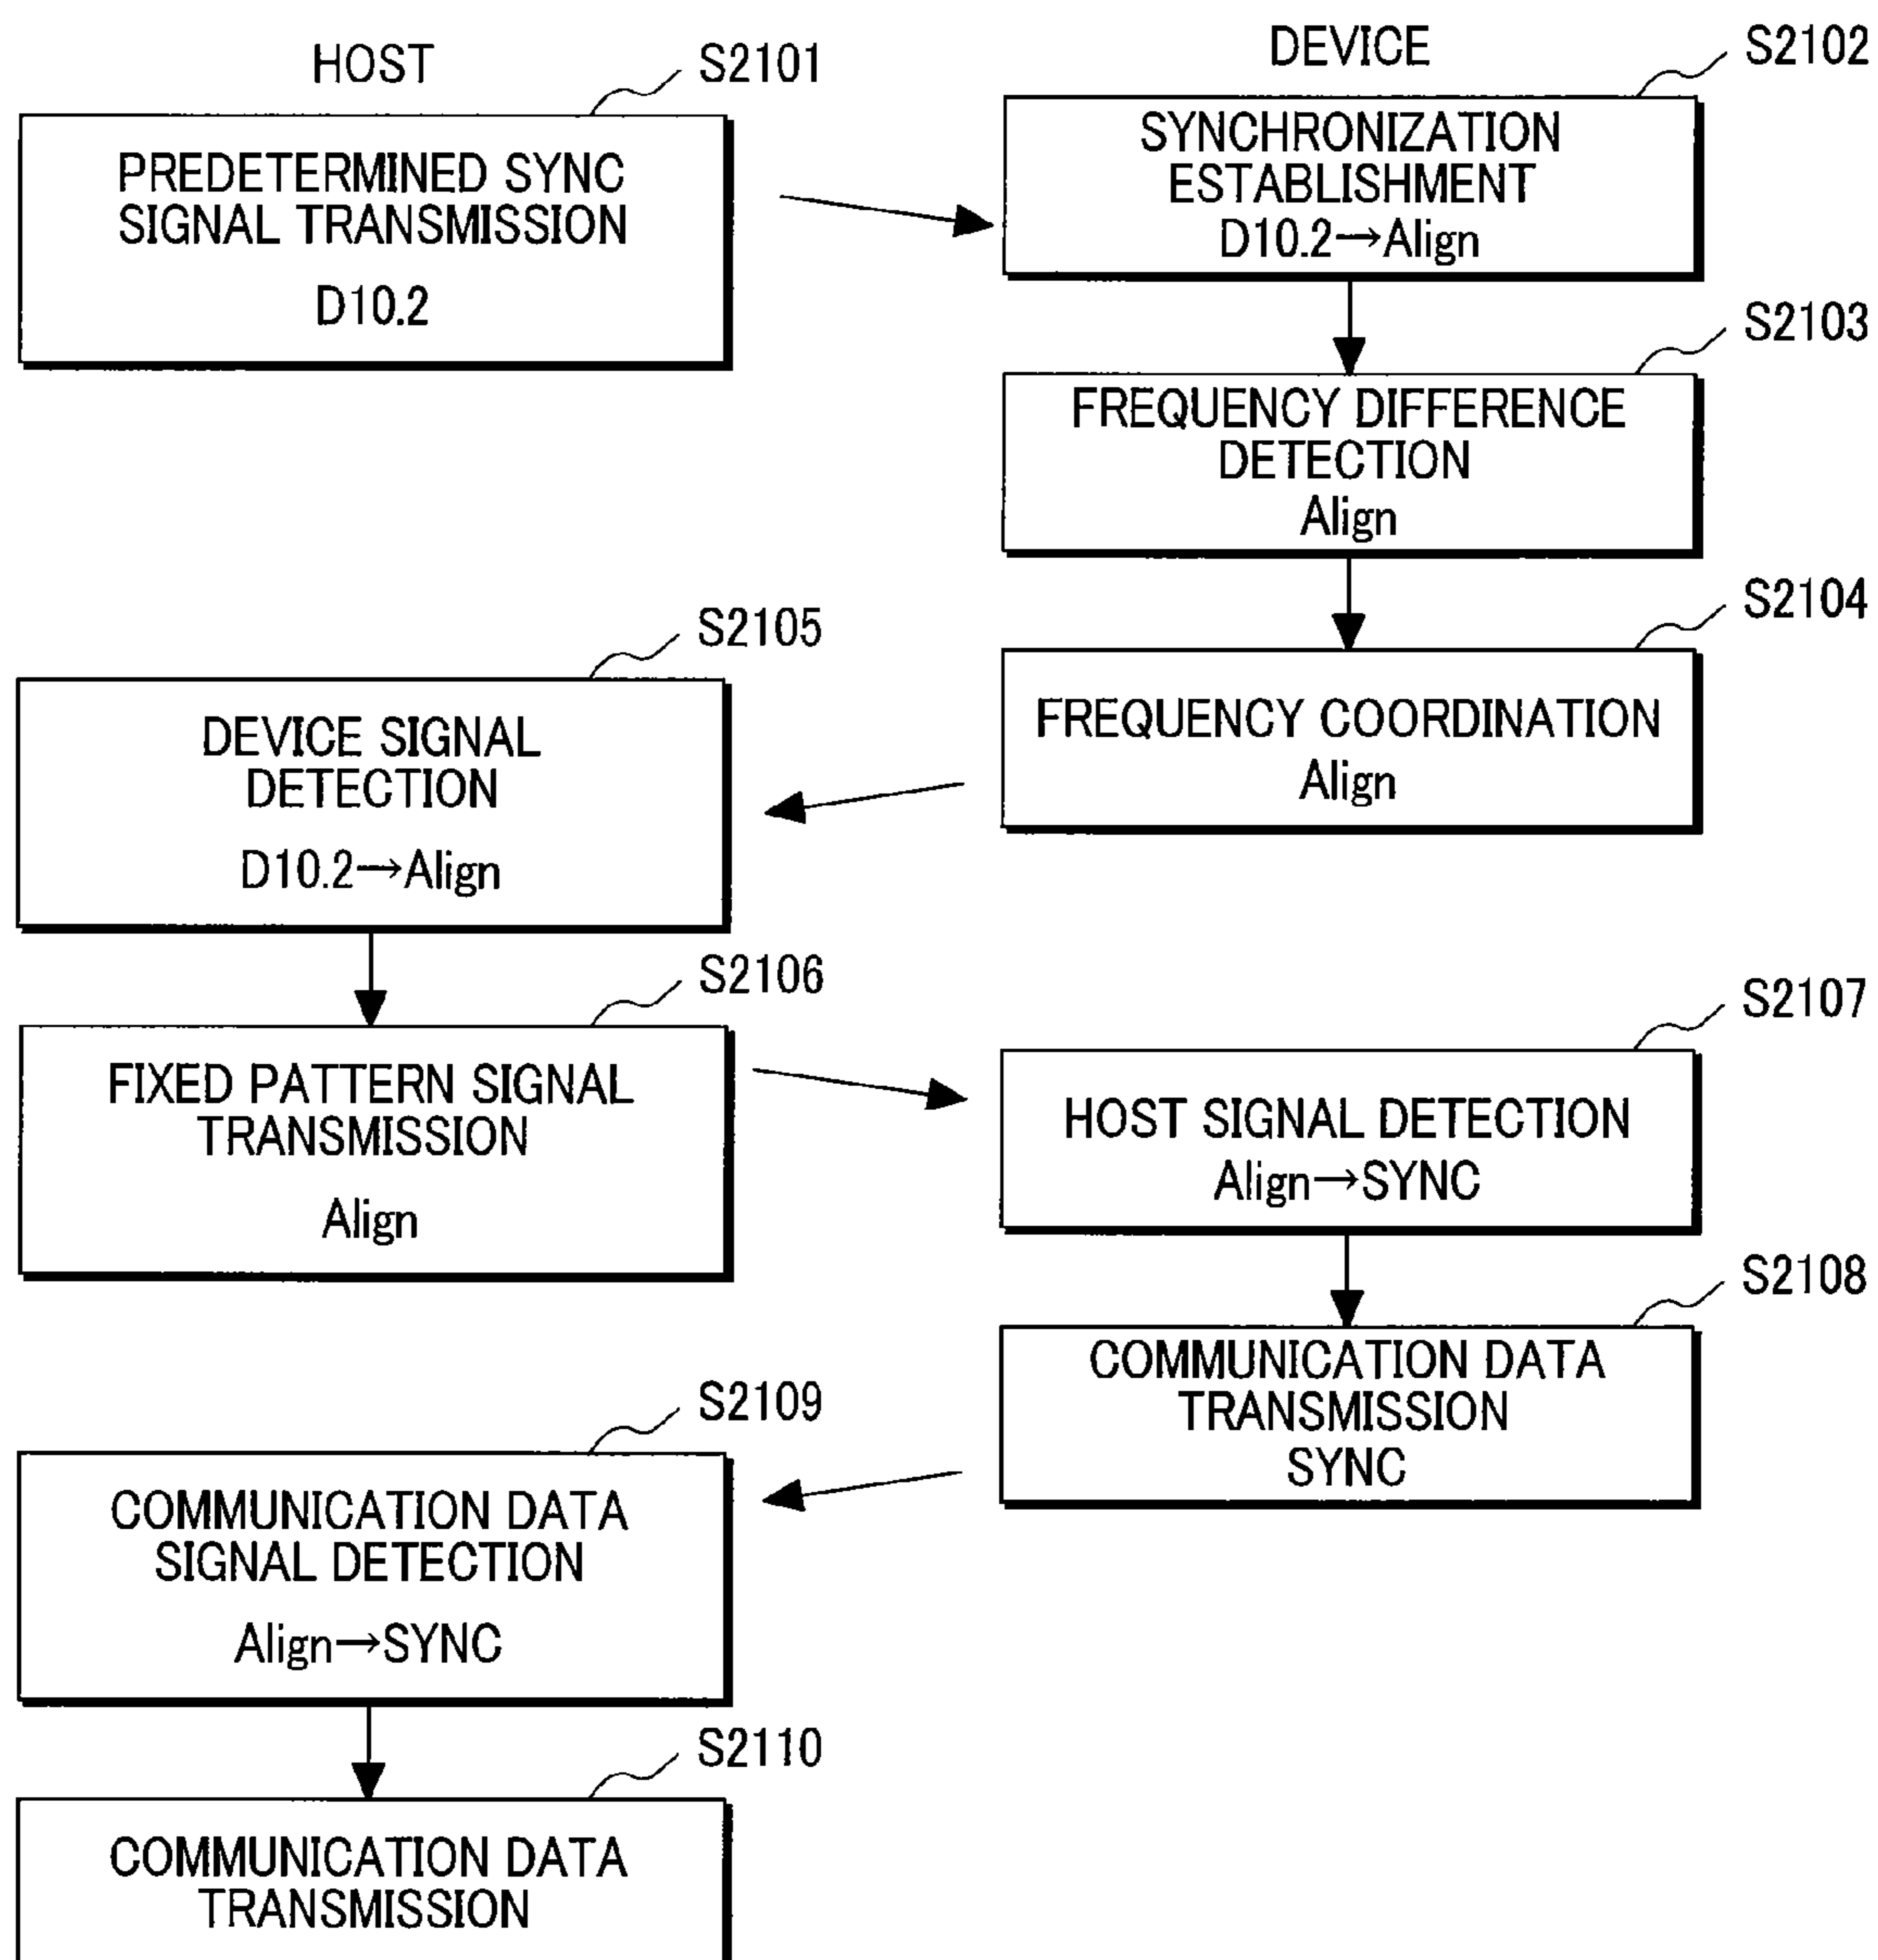 HOST
S2101
PREDETERMINED SYNC
SIGNAL TRANSMISSION
D10.2
DEVICE
S2102
SYNCHRONIZATION
ESTABLISHMENT
D10.2→Align
S2103
FREQUENCY DIFFERENCE
DETECTION
Align
S2104
FREQUENCY COORDINATION
Align
S2105
DEVICE SIGNAL
DETECTION
D10.2→Align
S2106
FIXED PATTERN SIGNAL
TRANSMISSION
Align
S2107
HOST SIGNAL DETECTION
Align→SYNC
S2108
COMMUNICATION DATA
TRANSMISSION
SYNC
S2109
COMMUNICATION DATA
SIGNAL DETECTION
Align→SYNC
S2110
COMMUNICATION DATA
TRANSMISSION